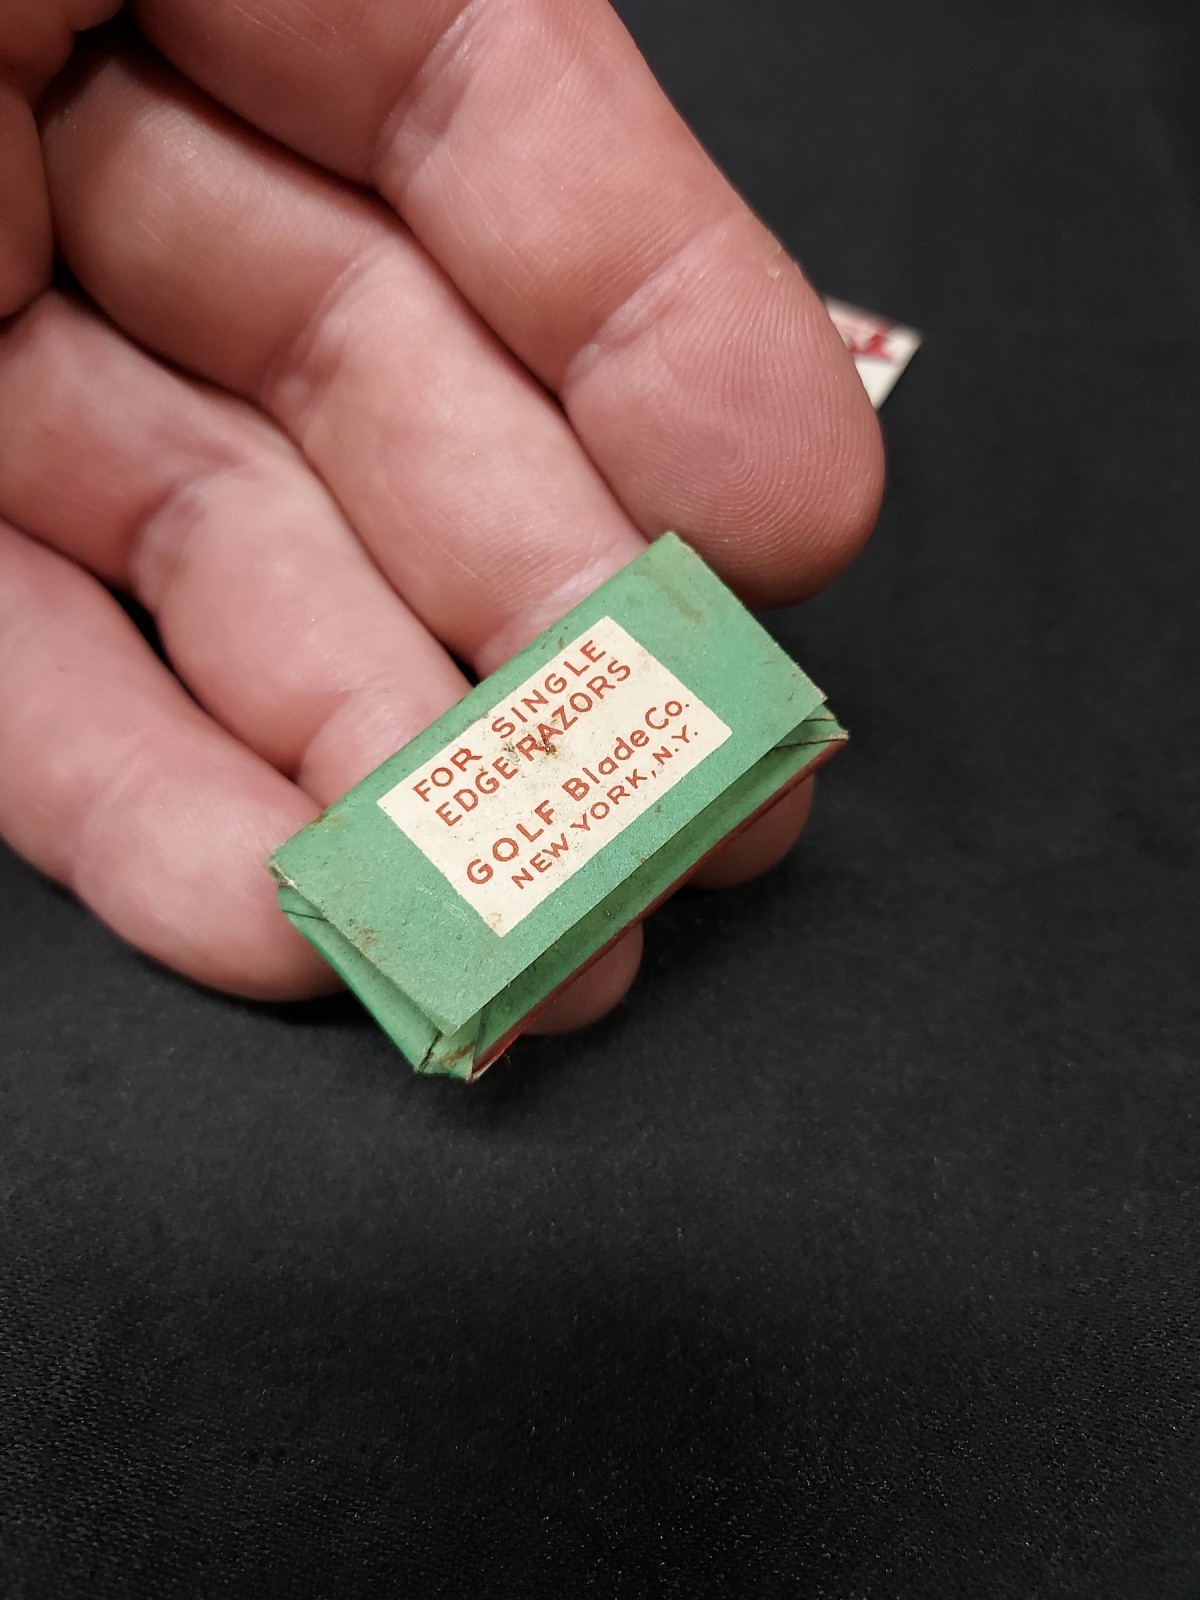 FOR SINGLE
EDGE RAZORS
GOLF Blade Co.
NEW YORK, N.Y.